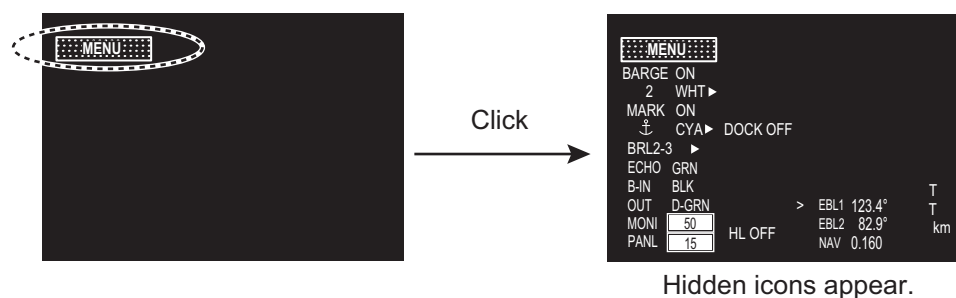 MENU
Click
MENU
BARGE ON
2 WHT▶
MARK ON
⚓ CYA▶ DOCK OFF
BRL2-3 ▶
ECHO GRN
B-IN BLK T
OUT D-GRN > EBL1 123.4° T
MONI 50 EBL2 82.9° km
PANL 15 HL OFF NAV 0.160
Hidden icons appear.